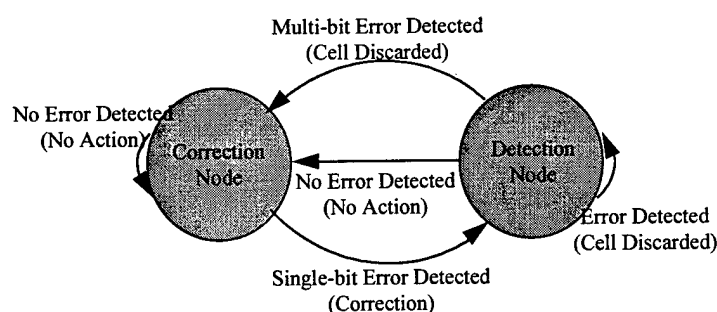 Multi-bit Error Detected
(Cell Discarded)
No Error Detected
(No Action)
Correction
Node
Detection
Node
No Error Detected
(No Action)
Error Detected
(Cell Discarded)
Single-bit Error Detected
(Correction)